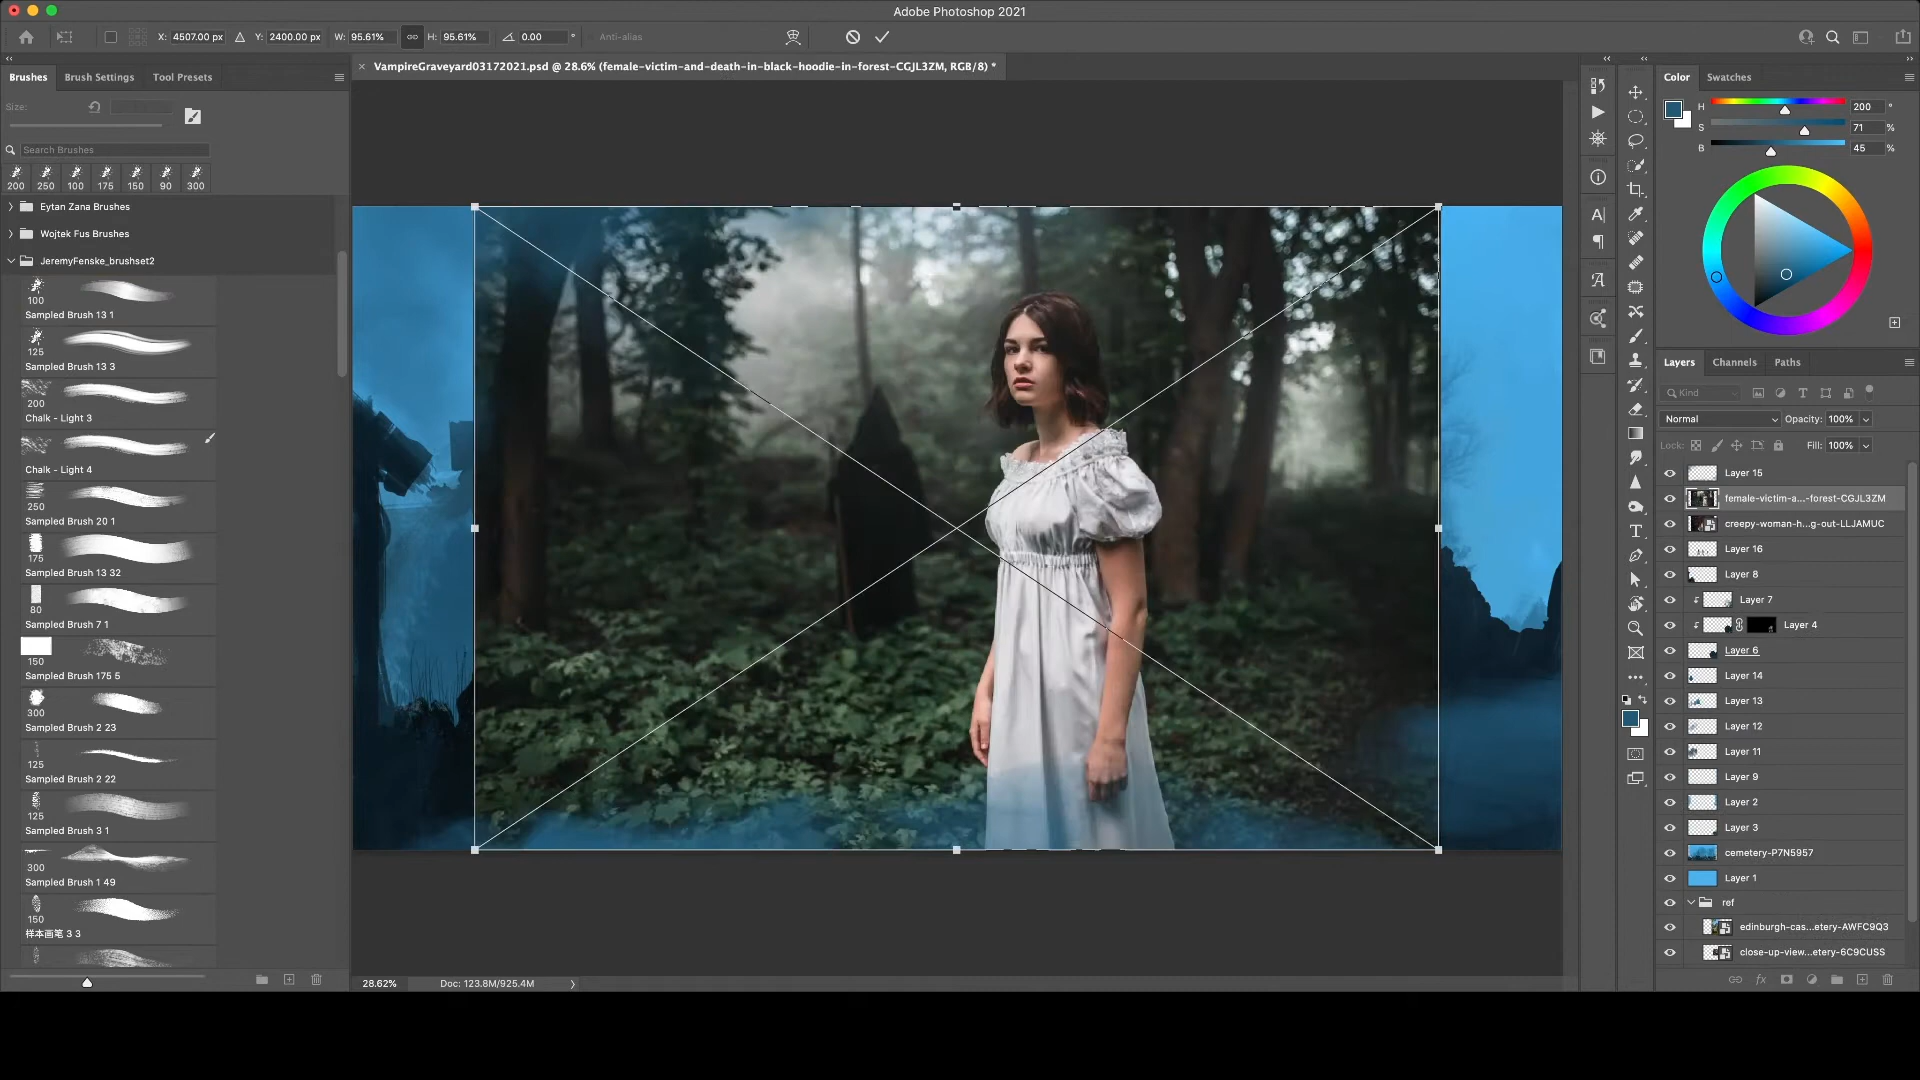 Adobe Photoshop 2021
X: 4507.00 px Y: 2400.00 px W: 95.61% H: 95.61% 0.00 ° Anti-alias
Brushes Brush Settings Tool Presets
VampireGraveyard03172021.psd @ 28.6% (female-victim-and-death-in-black-hoodie-in-forest-CGJL3ZM, RGB/8) *
Size:
Search Brushes
200 250 100 175 150 90 300
Eytan Zana Brushes
Wojtek Fus Brushes
JeremyFenske_brushset2
100
Sampled Brush 13 1
125
Sampled Brush 13 3
200
Chalk - Light 3
200
Chalk - Light 4
250
Sampled Brush 20 1
175
Sampled Brush 13 32
80
Sampled Brush 7 1
150
Sampled Brush 175 5
300
Sampled Brush 2 23
125
Sampled Brush 2 22
125
Sampled Brush 3 1
300
Sampled Brush 1 49
150
样本画笔 3 3
28.62% Doc: 123.8M/925.4M
Color Swatches
H 200 °
S 71 %
B 45 %
Layers Channels Paths
Kind
Normal Opacity: 100%
Lock: Fill: 100%
Layer 15
female-victim-a...-forest-CGJL3ZM
creepy-woman-h...g-out-LLJAMUC
Layer 16
Layer 8
Layer 7
Layer 4
Layer 6
Layer 14
Layer 13
Layer 12
Layer 11
Layer 9
Layer 2
Layer 3
cemetery-P7N5957
Layer 1
ref
edinburgh-cas...etery-AWFC9Q3
close-up-view...etery-6C9CUSS